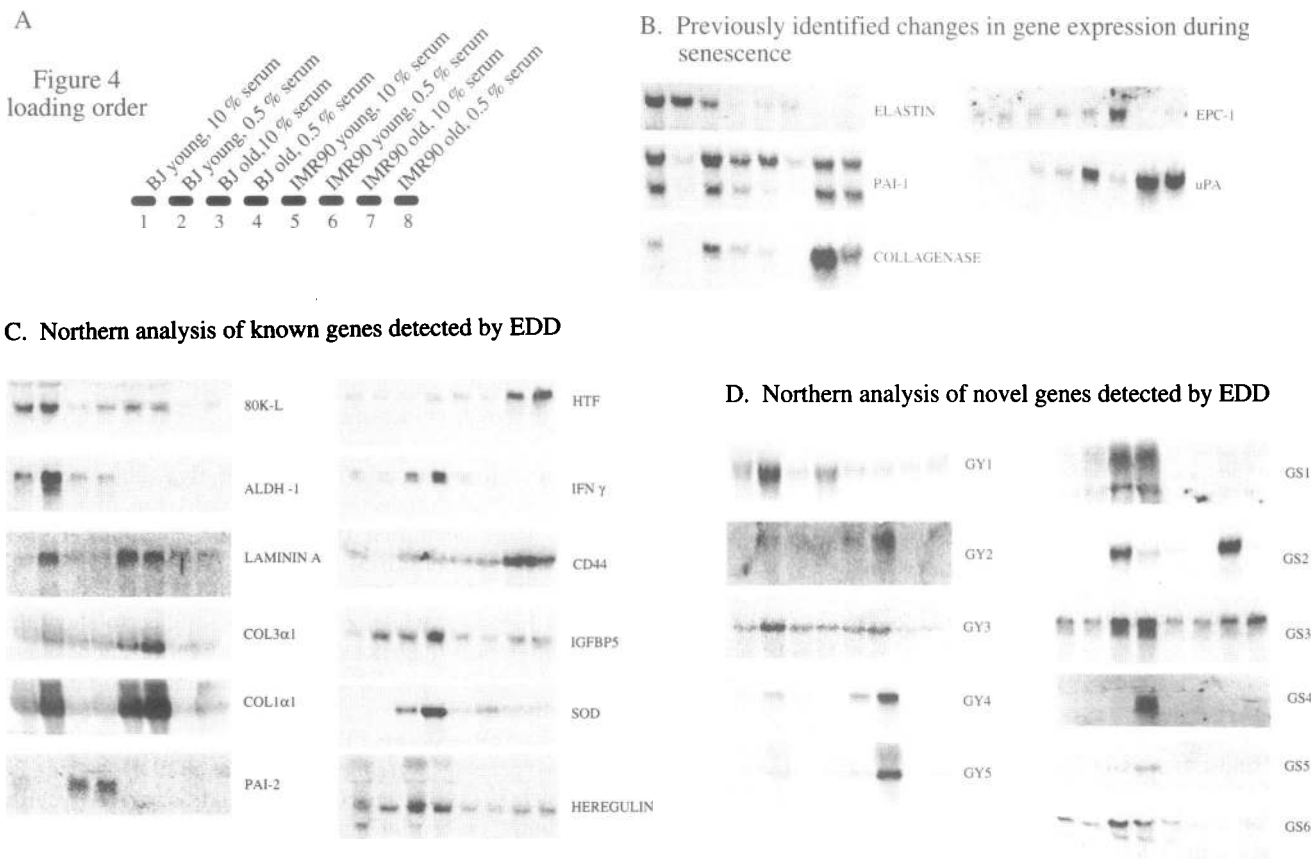 A
Figure 4
loading order
BJ young, 10 % serum
BJ young, 0.5 % serum
BJ old,10 % serum
BJ old, 0.5 % serum
IMR90 young, 10 % serum
IMR90 young, 0.5 % serum
IMR90 old, 10 % serum
IMR90 old, 0.5 % serum
1 2 3 4 5 6 7 8
B. Previously identified changes in gene expression during
senescence
ELASTIN
PAI-1
COLLAGENASE
EPC-1
uPA
C. Northern analysis of known genes detected by EDD
80K-L
ALDH -1
LAMININ A
COL3α1
COL1α1
PAI-2
HTF
IFN γ
CD44
IGFBP5
SOD
HEREGULIN
D. Northern analysis of novel genes detected by EDD
GY1
GY2
GY3
GY4
GY5
GS1
GS2
GS3
GS4
GS5
GS6